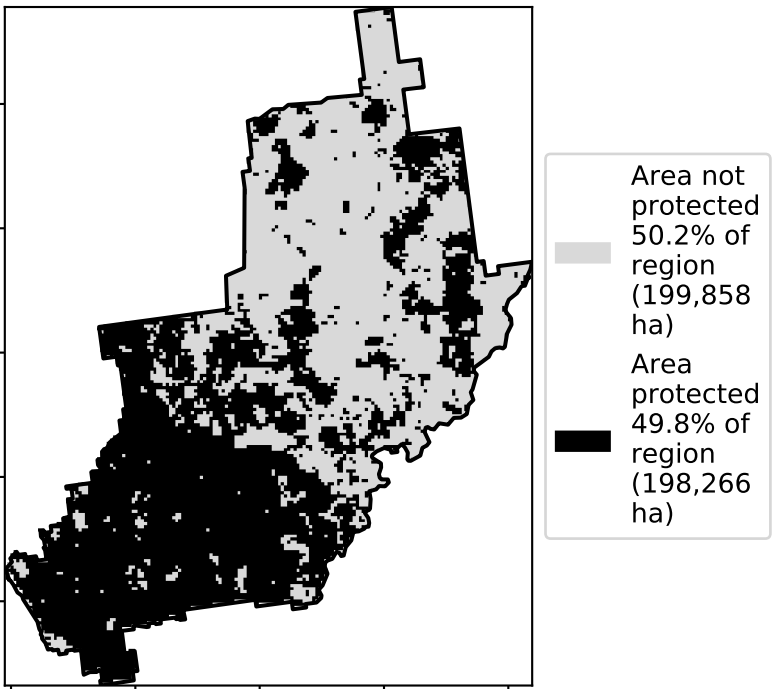 Area not
protected
50.2% of
region
(199,858
ha)
Area
protected
49.8% of
region
(198,266
ha)